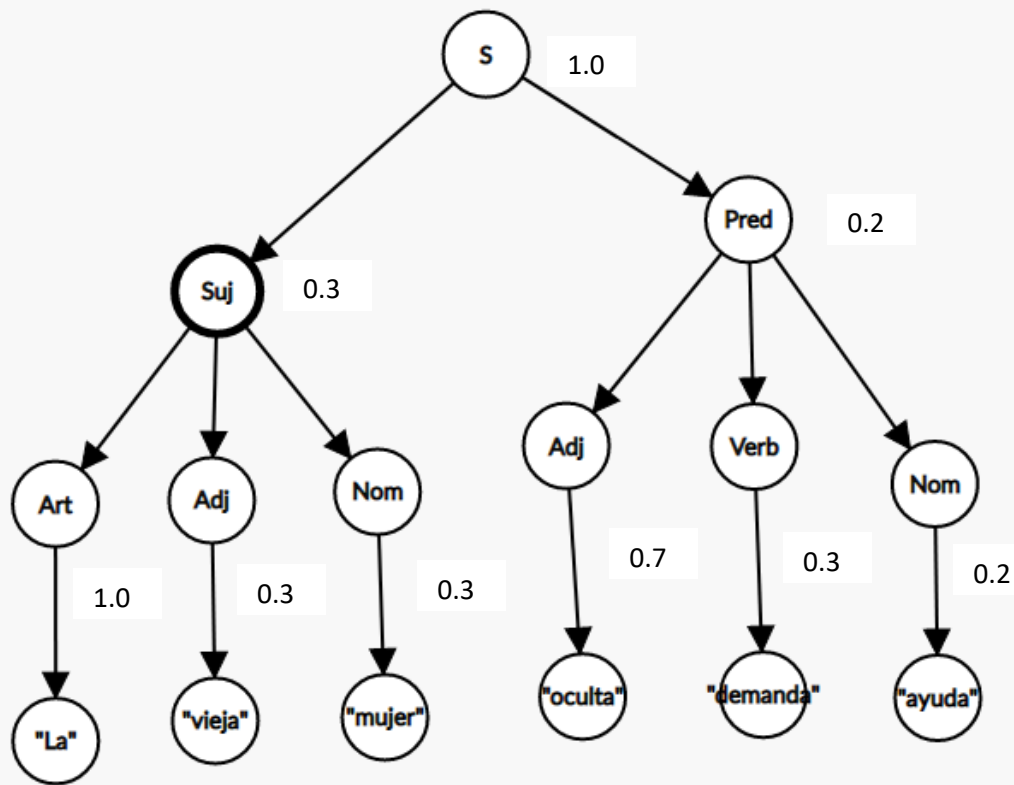 S
1.0
Pred
0.2
Suj
0.3
Art
Adj
Nom
Adj
Verb
Nom
1.0
0.3
0.3
0.7
0.3
0.2
"La"
"vieja"
"mujer"
"oculta"
"demanda"
"ayuda"